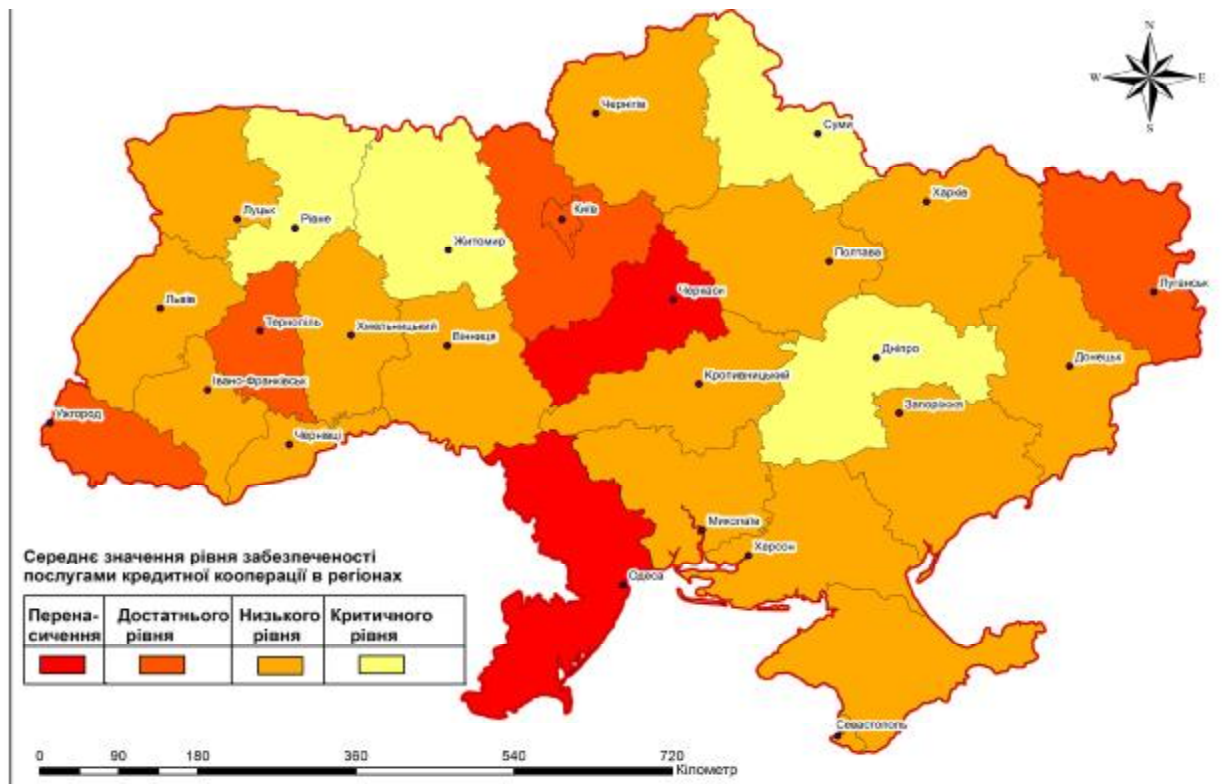 N
W E
S
Чернігів
Суми
Луцьк
Рівне
Київ
Харків
Житомир
Полтава
Львів
Черкаси
Луганськ
Тернопіль
Хмельницький
Вінниця
Дніпро
Донецьк
Івано-Франківськ
Кротивницький
Запоріжжя
Ужгород
Чернівці
Миколаїв
Херсон
Одеса
Севастополь
Середнє значення рівня забезпеченості
послугами кредитної кооперації в регіонах
Перена- Достатнього Низького Критичного
сичення рівня рівня рівня
0 90 180 360 540 720
Кілометр